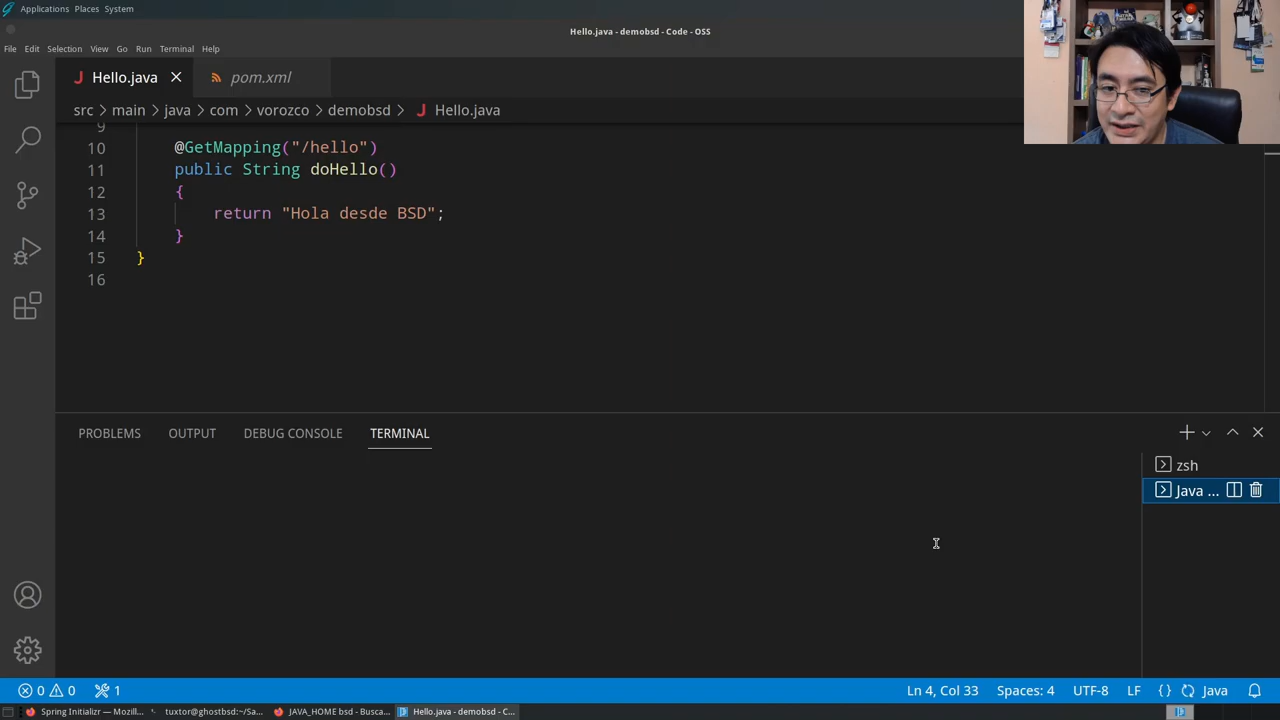 Applications Places System
Hello.java - demobsd - Code - OSS
File Edit Selection View Go Run Terminal Help
Hello.java pom.xml
src > main > java > com > vorozco > demobsd > Hello.java
9
10 @GetMapping("/hello")
11 public String doHello()
12 {
13 return "Hola desde BSD";
14 }
15 }
16
PROBLEMS OUTPUT DEBUG CONSOLE TERMINAL
zsh
Java ...
0 0 1 Ln 4, Col 33 Spaces: 4 UTF-8 LF {} Java
Spring Initializr — Mozill... tuxtor@ghostbsd:~/Sa... JAVA_HOME bsd - Busca... Hello.java - demobsd - C...